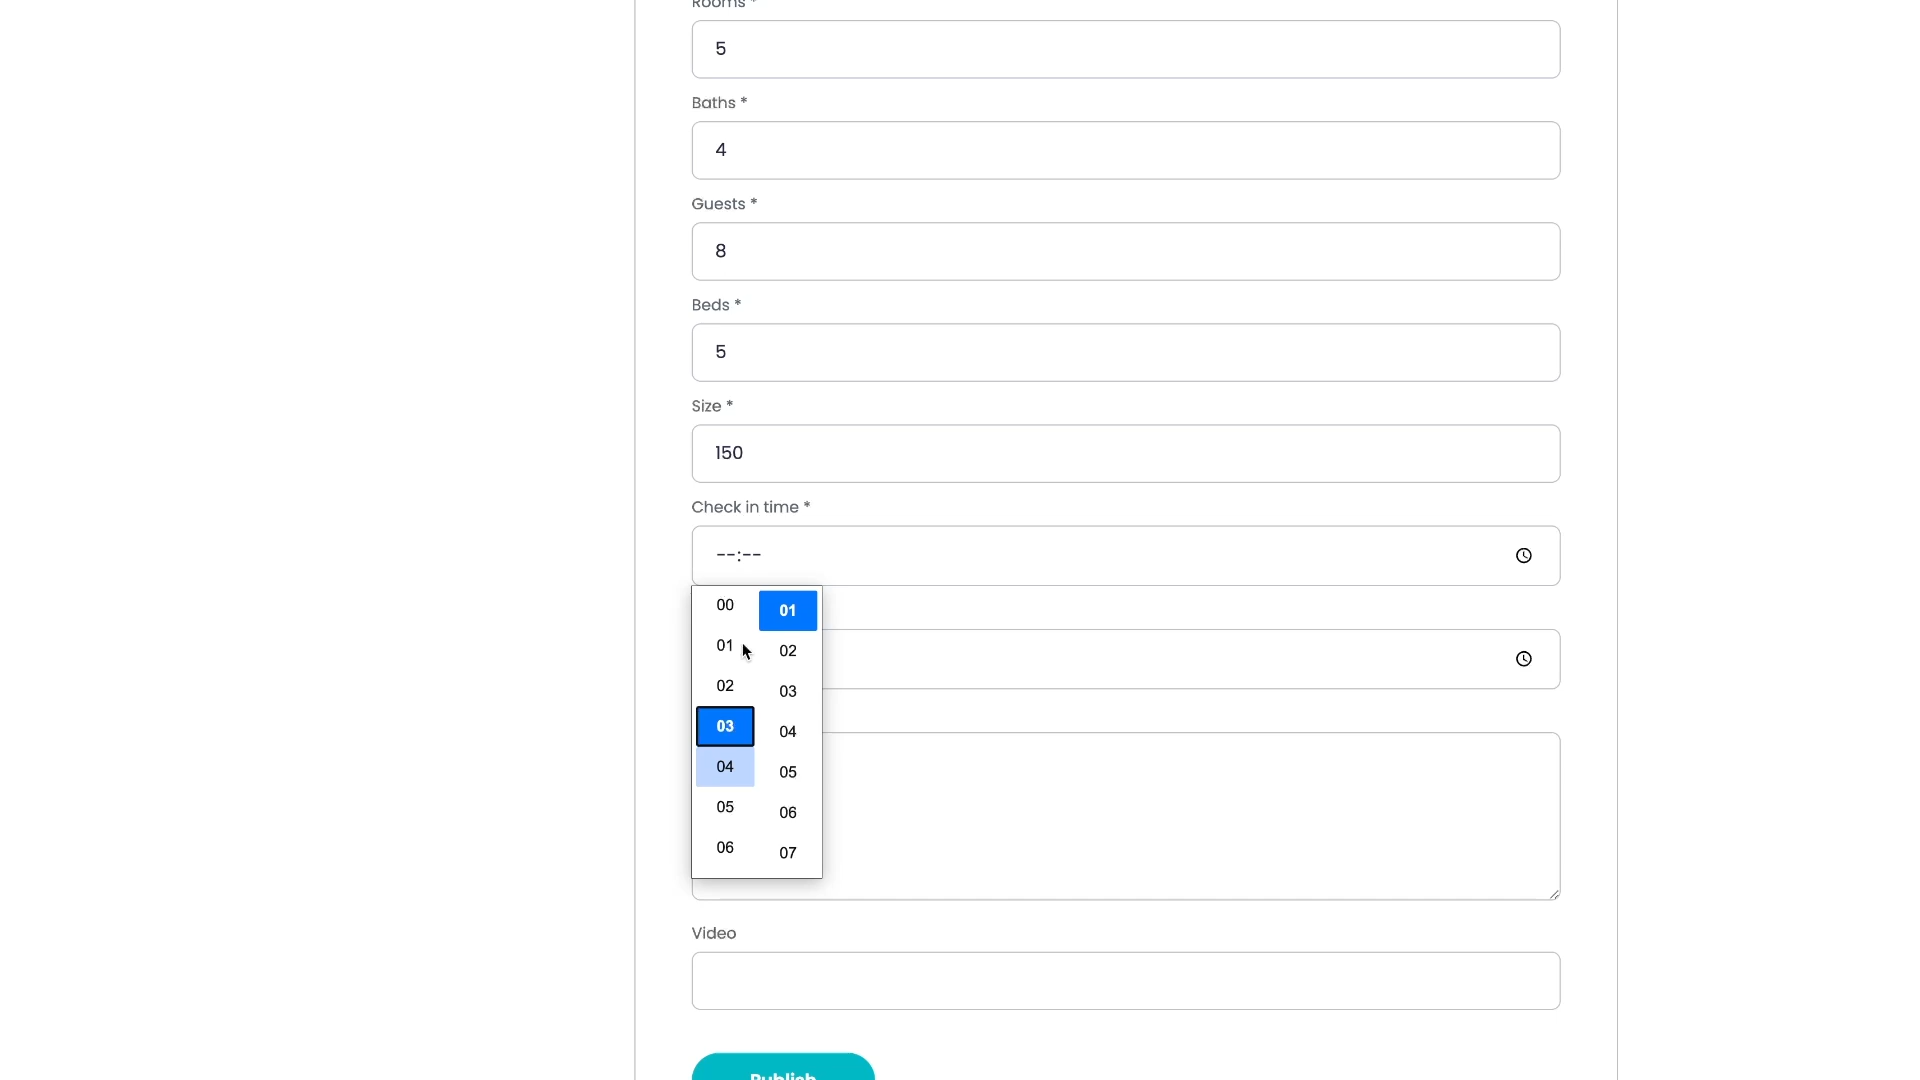 Rooms *
5
Baths *
4
Guests *
8
Beds *
5
Size *
150
Check in time *
--:--
00 01
01 02
02 03
03 04
04 05
05 06
06 07
Video
Publish